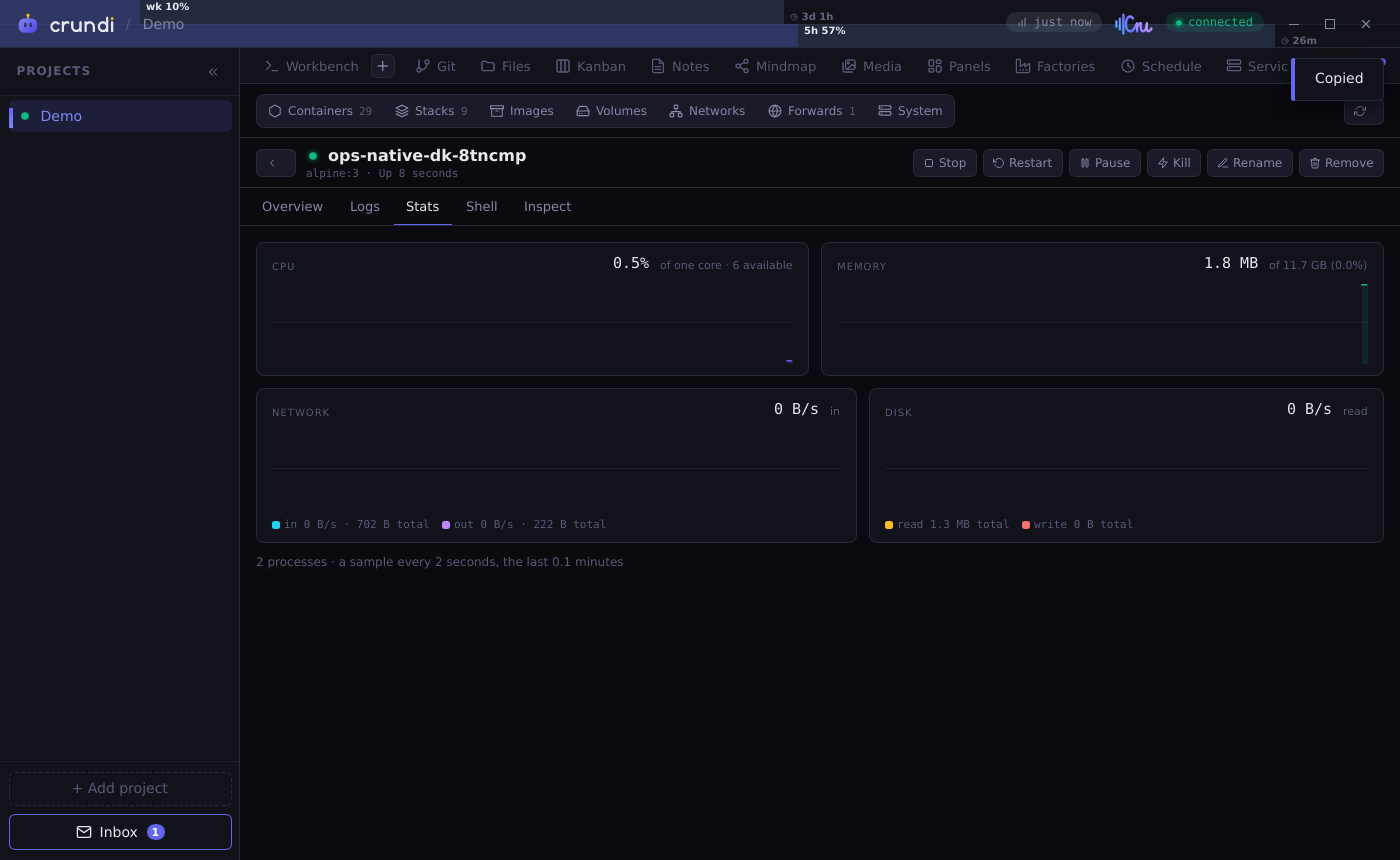 wk 10%
crundi / Demo
3d 1h
5h 57%
just now
Cru
connected
26m
PROJECTS «
Demo
+ Add project
Inbox 1
Workbench + Git Files Kanban Notes Mindmap Media Panels Factories Schedule Servic
Copied
Containers 29 Stacks 9 Images Volumes Networks Forwards 1 System
ops-native-dk-8tncmp
alpine:3 · Up 8 seconds
Stop Restart Pause Kill Rename Remove
Overview Logs Stats Shell Inspect
CPU 0.5% of one core · 6 available
MEMORY 1.8 MB of 11.7 GB (0.0%)
NETWORK 0 B/s in
in 0 B/s · 702 B total out 0 B/s · 222 B total
DISK 0 B/s read
read 1.3 MB total write 0 B total
2 processes · a sample every 2 seconds, the last 0.1 minutes